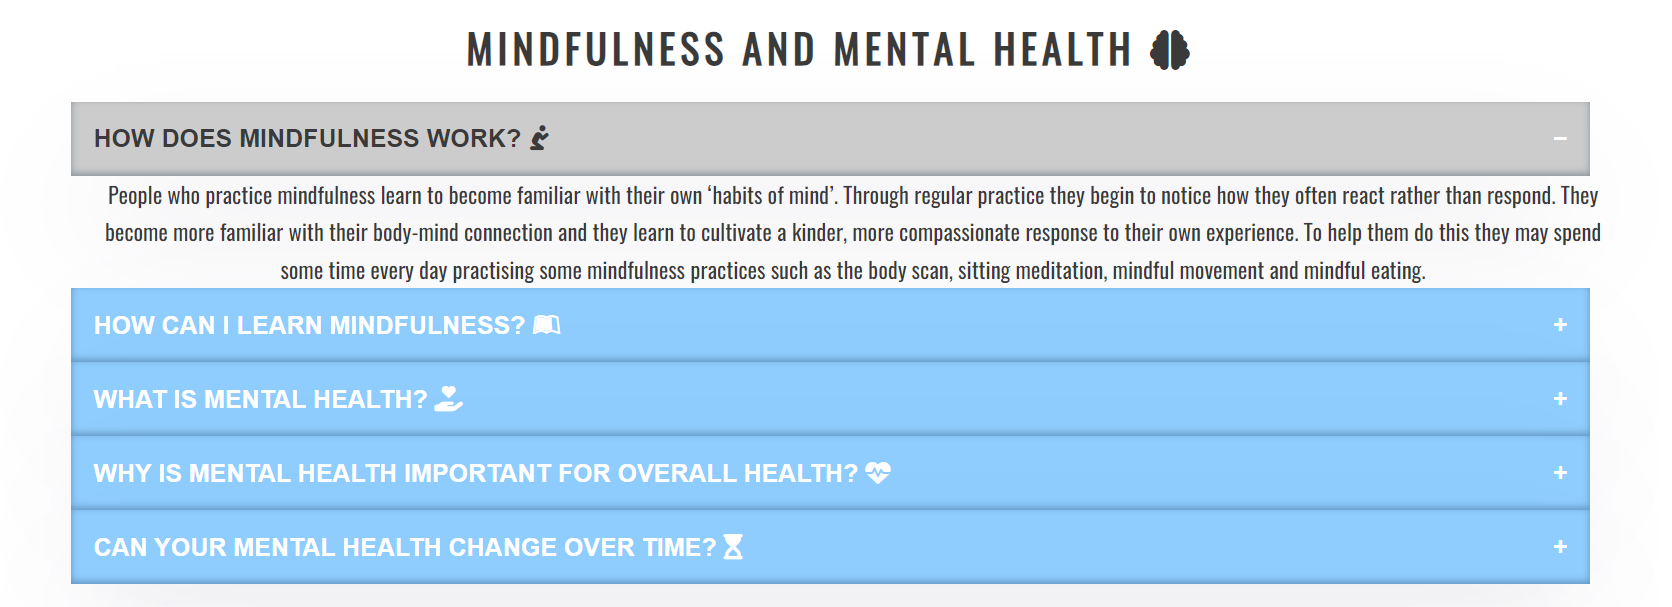 MINDFULNESS AND MENTAL HEALTH
HOW DOES MINDFULNESS WORK? −
People who practice mindfulness learn to become familiar with their own ‘habits of mind’. Through regular practice they begin to notice how they often react rather than respond. They
become more familiar with their body-mind connection and they learn to cultivate a kinder, more compassionate response to their own experience. To help them do this they may spend
some time every day practising some mindfulness practices such as the body scan, sitting meditation, mindful movement and mindful eating.
HOW CAN I LEARN MINDFULNESS? +
WHAT IS MENTAL HEALTH? +
WHY IS MENTAL HEALTH IMPORTANT FOR OVERALL HEALTH? +
CAN YOUR MENTAL HEALTH CHANGE OVER TIME? +